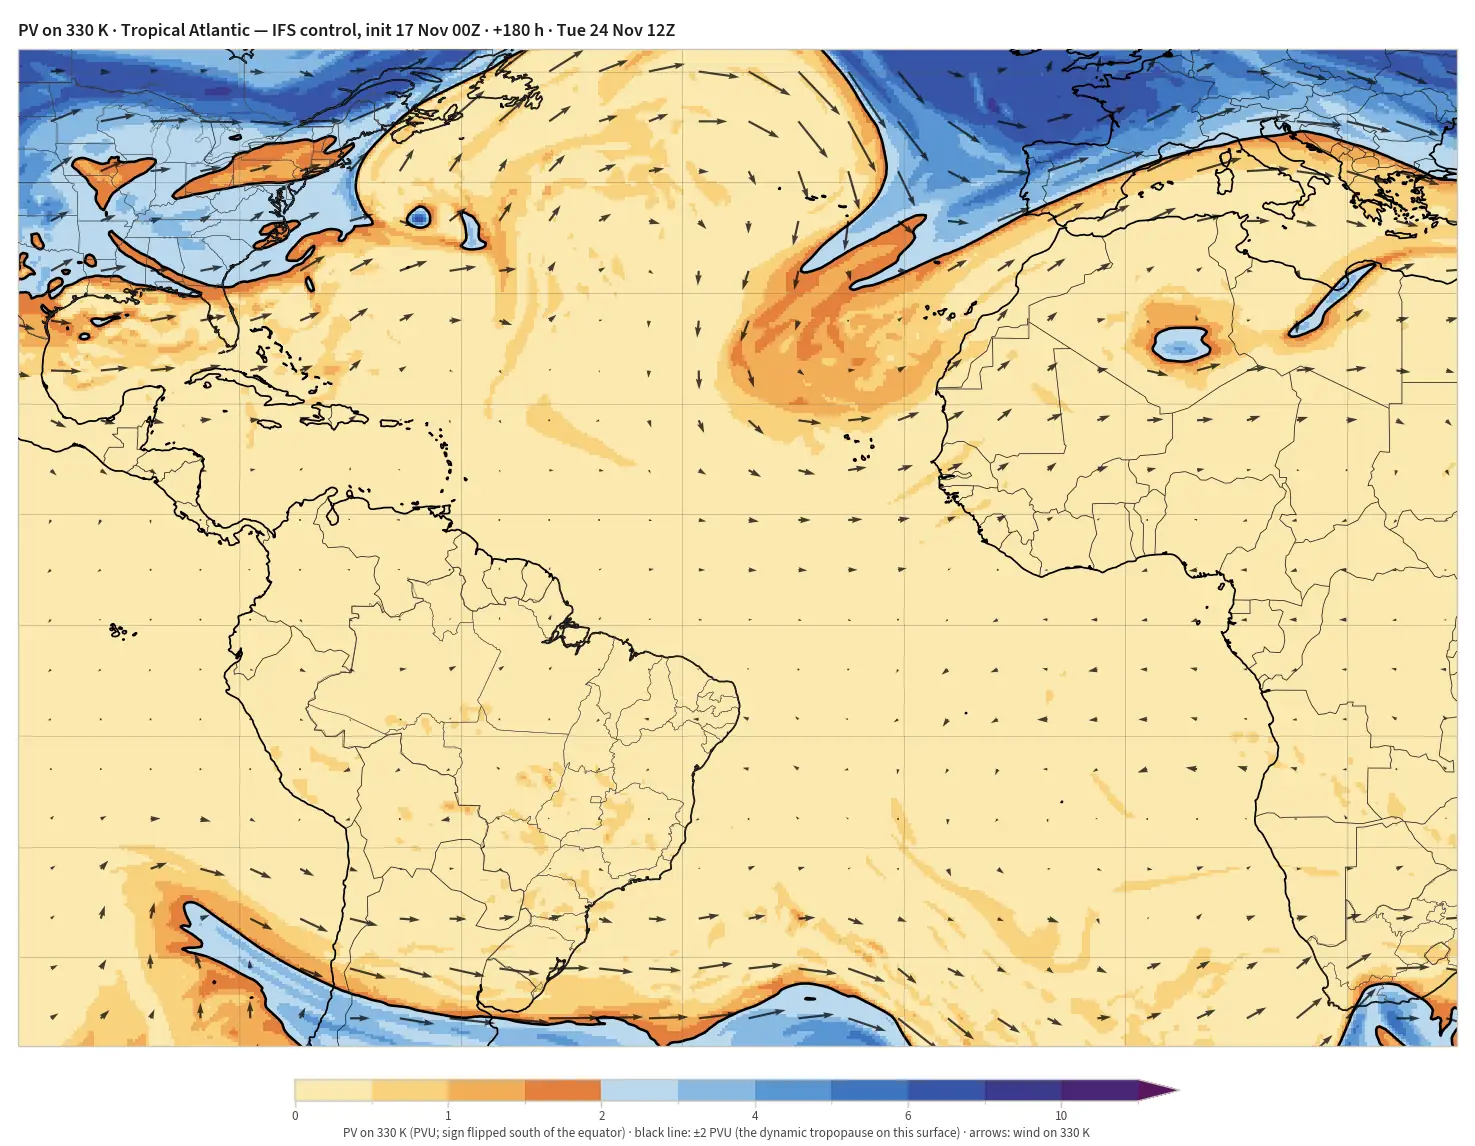 PV on 330 K · Tropical Atlantic — IFS control, init 17 Nov 00Z · +180 h · Tue 24 Nov 12Z
0 1 2 4 6 8 10
PV on 330 K (PVU; sign flipped south of the equator) · black line: ±2 PVU (the dynamic tropopause on this surface) · arrows: wind on 330 K